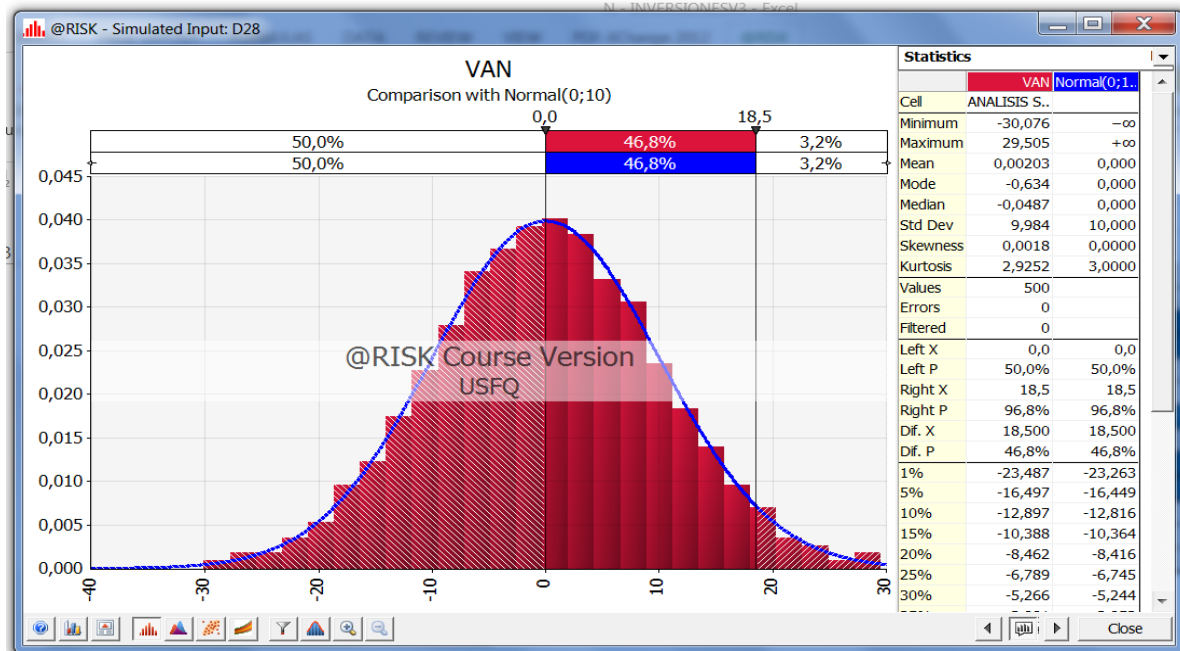 N - INVERSIONESV3 - Excel
@RISK - Simulated Input: D28
DATA REVIEW VIEW
VAN
Comparison with Normal(0;10)
0,0 18,5
50,0% 46,8% 3,2%
50,0% 46,8% 3,2%
0,045
0,040
0,035
0,030
0,025
0,020
0,015
0,010
0,005
0,000
-40 -30 -20 -10 0 10 20 30
@RISK Course Version
USFQ
Statistics
VAN Normal(0;1..
Cell ANALISIS S..
Minimum -30,076 −∞
Maximum 29,505 +∞
Mean 0,00203 0,000
Mode -0,634 0,000
Median -0,0487 0,000
Std Dev 9,984 10,000
Skewness 0,0018 0,0000
Kurtosis 2,9252 3,0000
Values 500
Errors 0
Filtered 0
Left X 0,0 0,0
Left P 50,0% 50,0%
Right X 18,5 18,5
Right P 96,8% 96,8%
Dif. X 18,500 18,500
Dif. P 46,8% 46,8%
1% -23,487 -23,263
5% -16,497 -16,449
10% -12,897 -12,816
15% -10,388 -10,364
20% -8,462 -8,416
25% -6,789 -6,745
30% -5,266 -5,244
Close